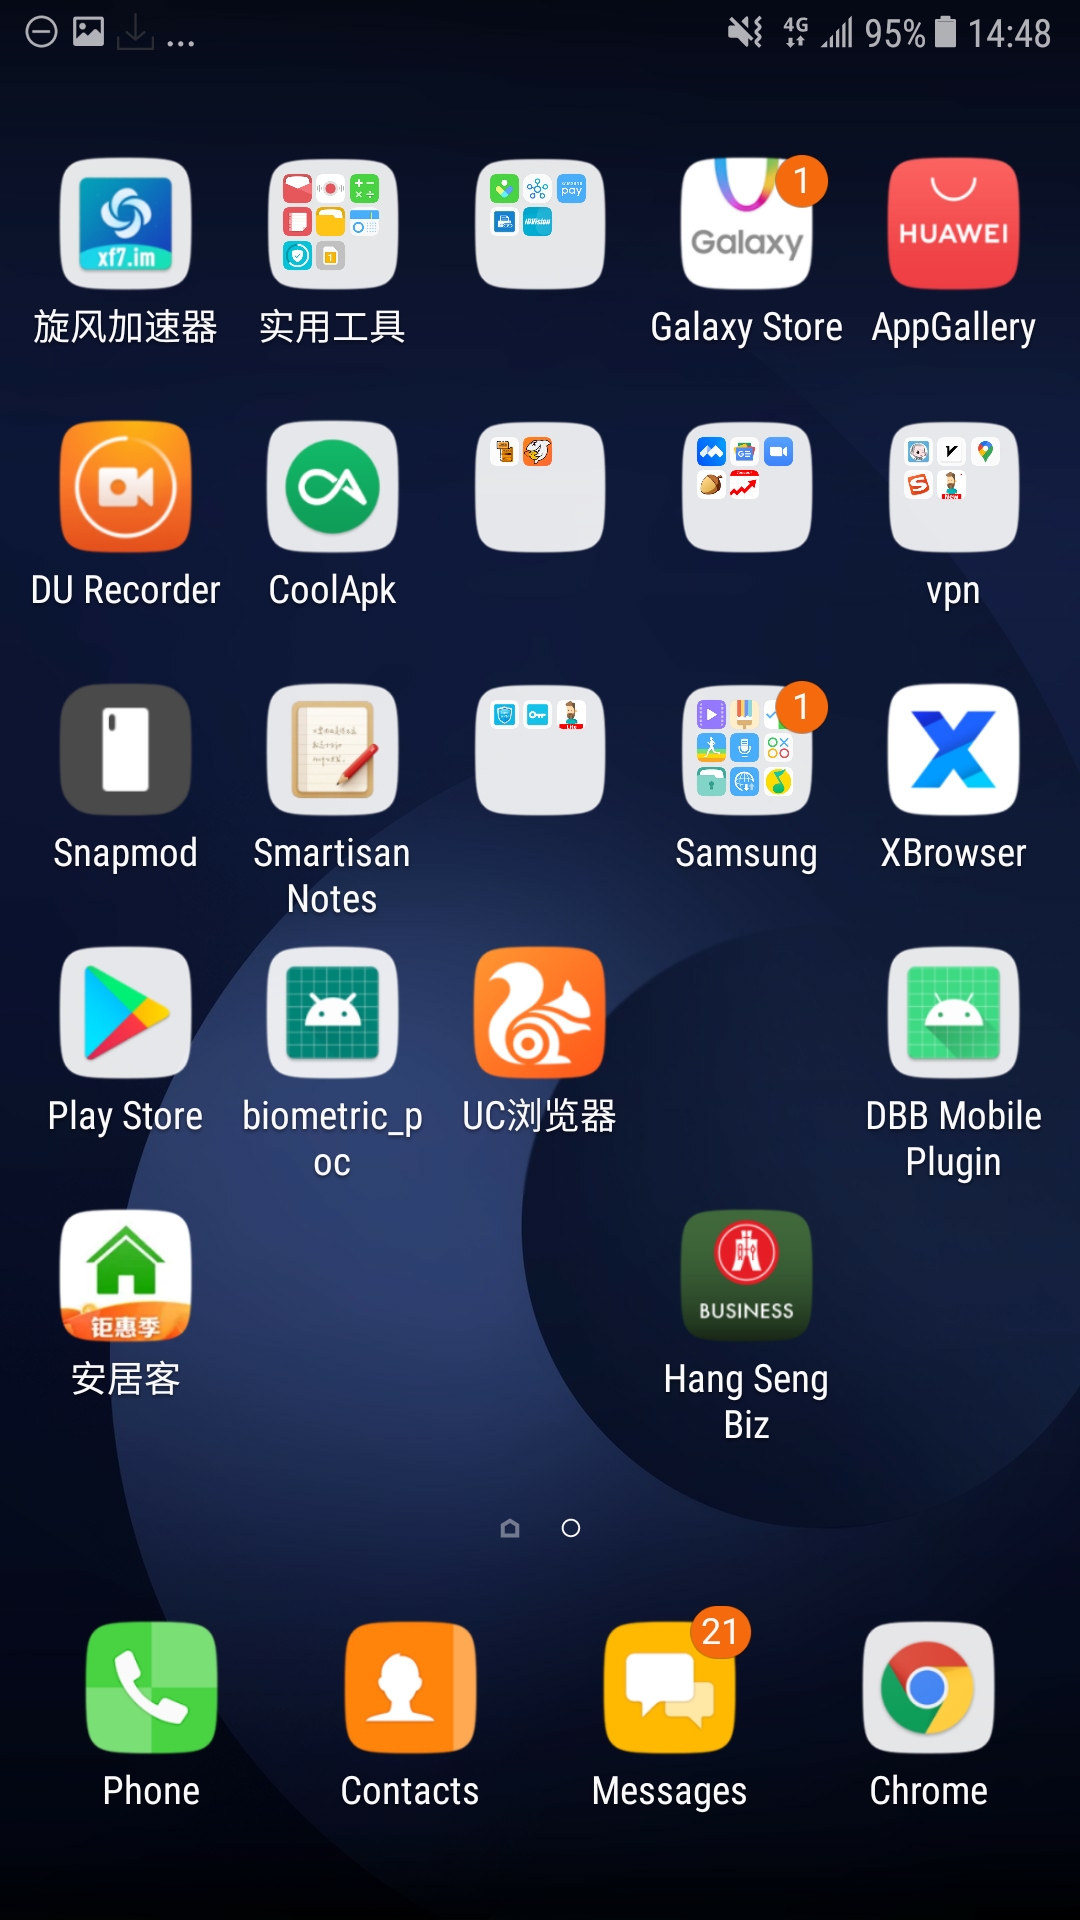 4G 95% 14:48
xf7.im
pay
HiVision
1
Galaxy
HUAWEI
旋风加速器 实用工具 Galaxy Store AppGallery
DU Recorder CoolApk vpn
1
Snapmod Smartisan Notes Samsung XBrowser
Play Store biometric_poc UC浏览器 DBB Mobile Plugin
钜惠季
BUSINESS
安居客 Hang Seng Biz
21
Phone Contacts Messages Chrome